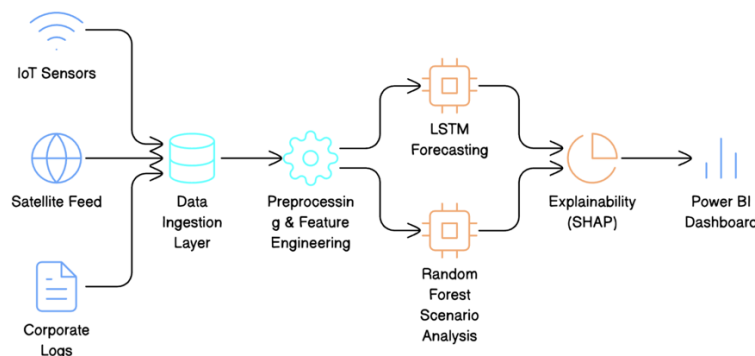 IoT Sensors
Satellite Feed
Corporate
Logs
Data
Ingestion
Layer
Preprocessin
g & Feature
Engineering
LSTM
Forecasting
Random
Forest
Scenario
Analysis
Explainability
(SHAP)
Power BI
Dashboard